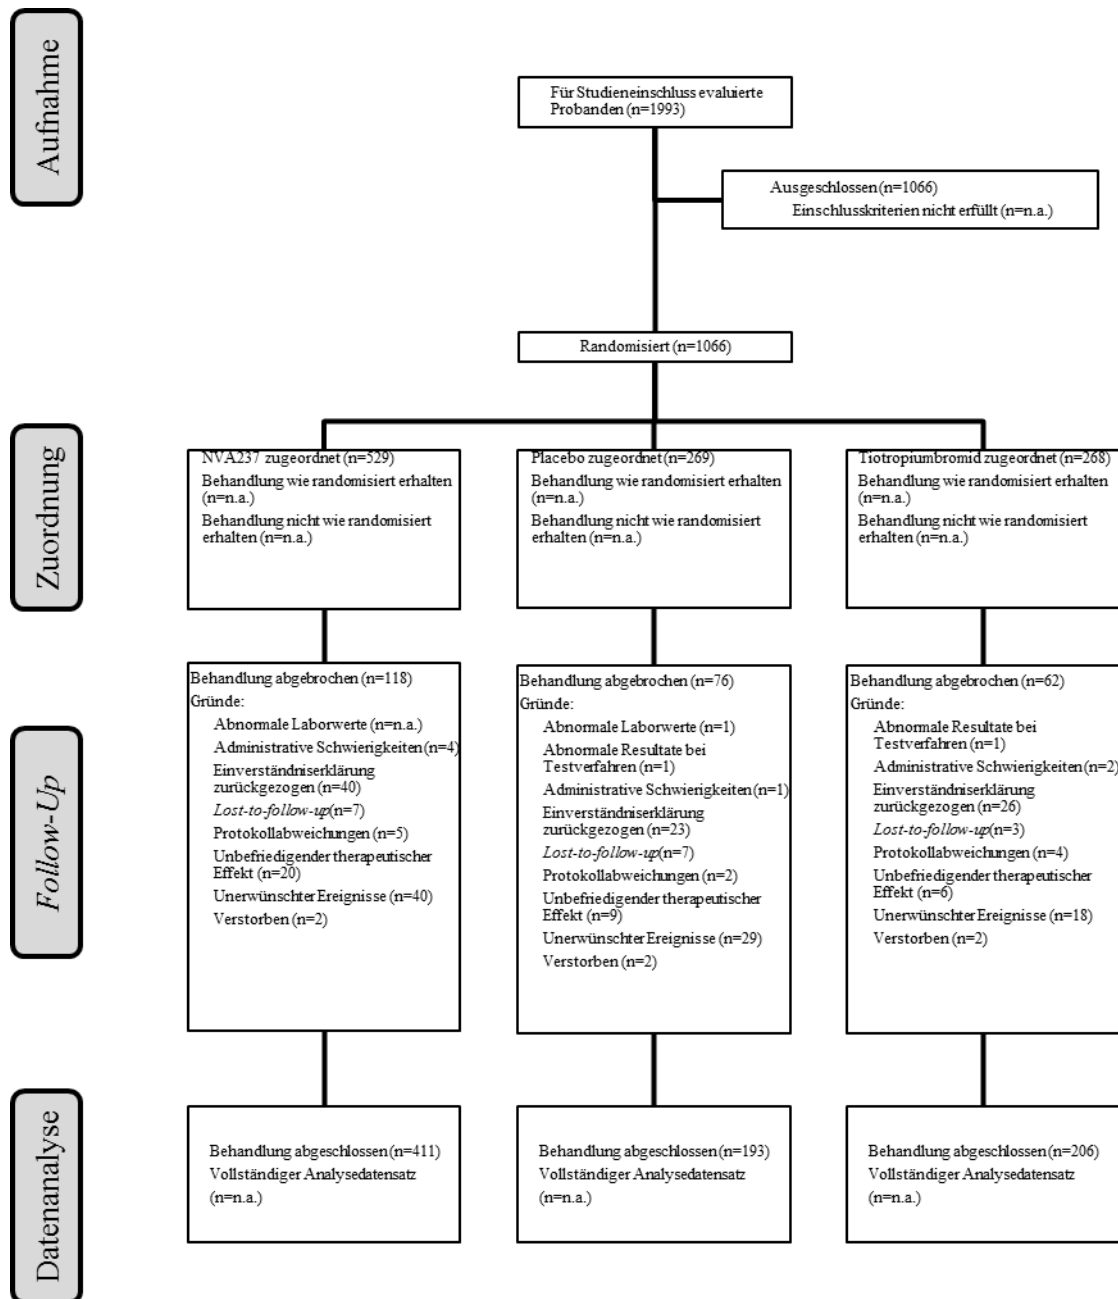 Aufnahme
Für Studieneinschluss evaluierte
Probanden (n=1993)
Ausgeschlossen (n=1066)
Einschlusskriterien nicht erfüllt (n=n.a.)
Randomisiert (n=1066)
Zuordnung
NVA237 zugeordnet (n=529)
Behandlung wie randomisiert erhalten
(n=n.a.)
Behandlung nicht wie randomisiert
erhalten (n=n.a.)
Placebo zugeordnet (n=269)
Behandlung wie randomisiert erhalten
(n=n.a.)
Behandlung nicht wie randomisiert
erhalten (n=n.a.)
Tiotropiumbromid zugeordnet (n=268)
Behandlung wie randomisiert erhalten
(n=n.a.)
Behandlung nicht wie randomisiert
erhalten (n=n.a.)
Follow-Up
Behandlung abgebrochen (n=118)
Gründe:
Abnormale Laborwerte (n=n.a.)
Administrative Schwierigkeiten (n=4)
Einverständniserklärung
zurückgezogen (n=40)
Lost-to-follow-up(n=7)
Protokollabweichungen (n=5)
Unbefriedigender therapeutischer
Effekt (n=20)
Unerwünschter Ereignisse (n=40)
Verstorben (n=2)
Behandlung abgebrochen (n=76)
Gründe:
Abnormale Laborwerte (n=1)
Abnormale Resultate bei
Testverfahren (n=1)
Administrative Schwierigkeiten (n=1)
Einverständniserklärung
zurückgezogen (n=23)
Lost-to-follow-up(n=7)
Protokollabweichungen (n=2)
Unbefriedigender therapeutischer
Effekt (n=9)
Unerwünschter Ereignisse (n=29)
Verstorben (n=2)
Behandlung abgebrochen (n=62)
Gründe:
Abnormale Resultate bei
Testverfahren (n=1)
Administrative Schwierigkeiten (n=2)
Einverständniserklärung
zurückgezogen (n=26)
Lost-to-follow-up(n=3)
Protokollabweichungen (n=4)
Unbefriedigender therapeutischer
Effekt (n=6)
Unerwünschter Ereignisse (n=18)
Verstorben (n=2)
Datenanalyse
Behandlung abgeschlossen (n=411)
Vollständiger Analysedatensatz
(n=n.a.)
Behandlung abgeschlossen (n=193)
Vollständiger Analysedatensatz
(n=n.a.)
Behandlung abgeschlossen (n=206)
Vollständiger Analysedatensatz
(n=n.a.)